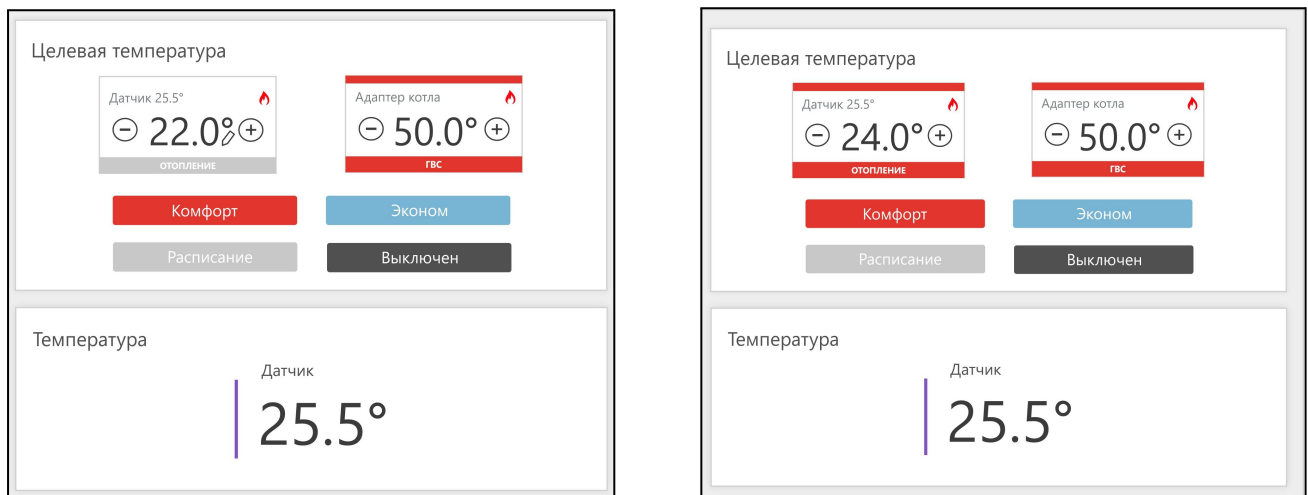 Целевая температура
Датчик 25.5°
22.0°
ОТОПЛЕНИЕ
Адаптер котла
50.0°
ГВС
Комфорт
Эконом
Расписание
Выключен
Температура
Датчик
25.5°
Целевая температура
Датчик 25.5°
24.0°
ОТОПЛЕНИЕ
Адаптер котла
50.0°
ГВС
Комфорт
Эконом
Расписание
Выключен
Температура
Датчик
25.5°